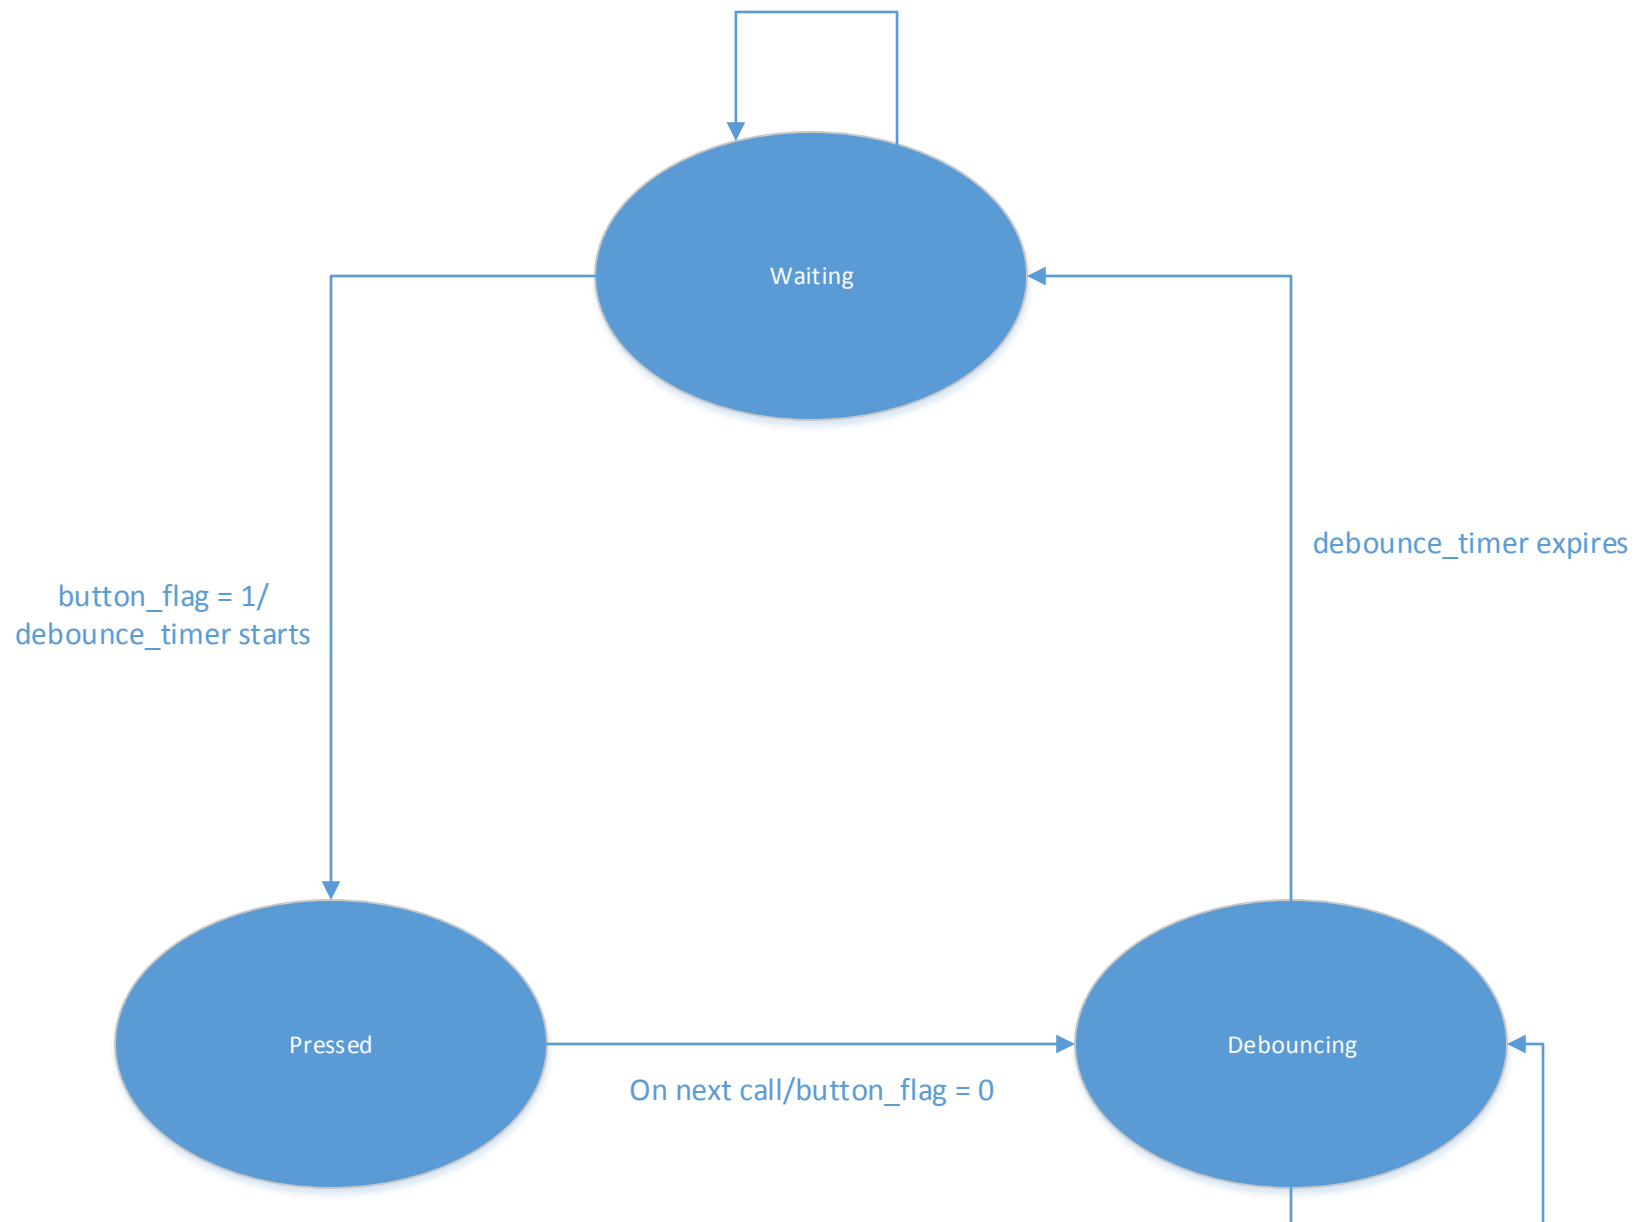 Waiting
debounce_timer expires
button_flag = 1/
debounce_timer starts
Pressed
Debouncing
On next call/button_flag = 0